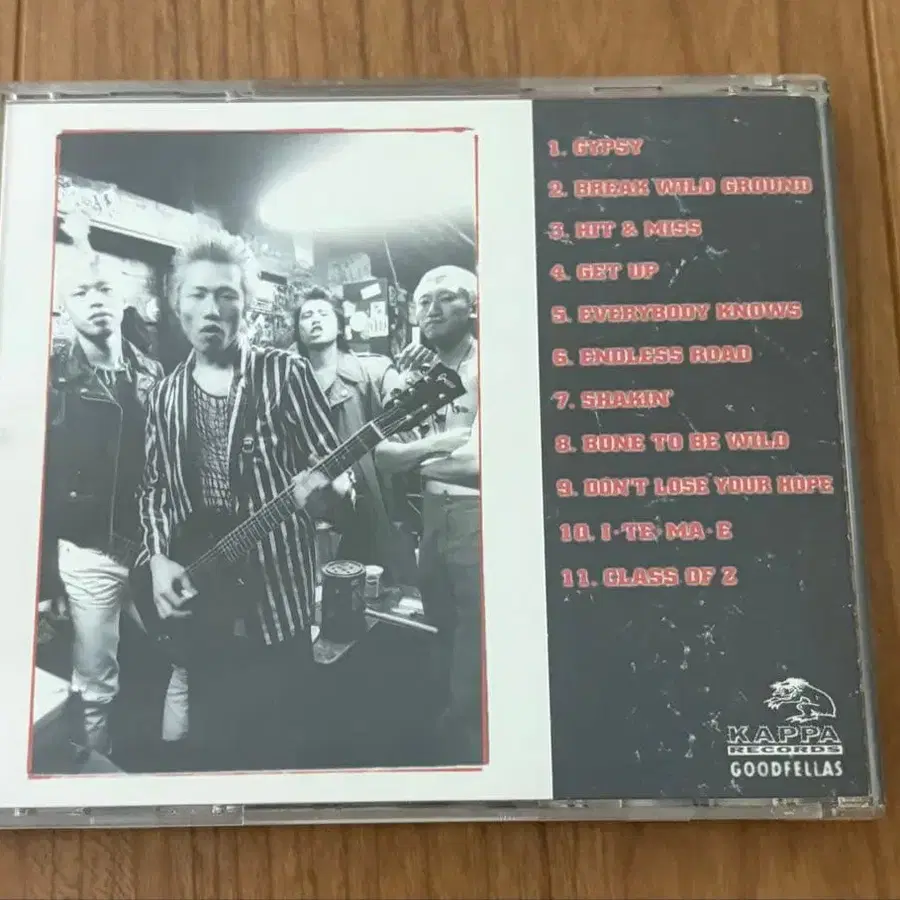 1. GYPSY
2. BREAK WILD GROUND
3. HIT & MISS
4. GET UP
5. EVERYBODY KNOWS
6. ENDLESS ROAD
7. SHAKIN'
8. BONE TO BE WILD
9. DON'T LOSE YOUR HOPE
10. I·TE·MA·E
11. CLASS OF 2
KAPPA
RECORDS
GOODFELLAS